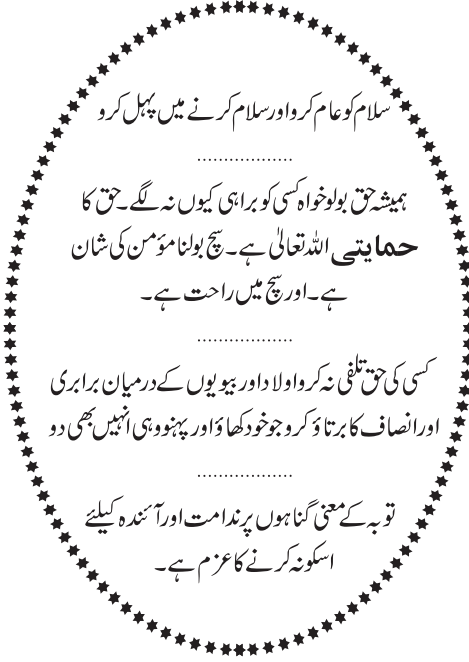 سلام کو عام کرو اور سلام کرنے میں پہل کرو
..................
ہمیشہ حق بولو خواہ کسی کو برا ہی کیوں نہ لگے۔ حق کا
حمایتی اللہ تعالیٰ ہے۔ سچ بولنا مؤمن کی شان
ہے۔ اور سچ میں راحت ہے۔
..................
کسی کی حق تلفی نہ کرو اولاد اور بیویوں کے درمیان برابری
اور انصاف کا برتاؤ کرو جو خود کھاؤ اور پہنو وہی انہیں بھی دو
..................
توبہ کے معنی گناہوں پر ندامت اور آئندہ کیلئے
اسکو نہ کرنے کا عزم ہے۔